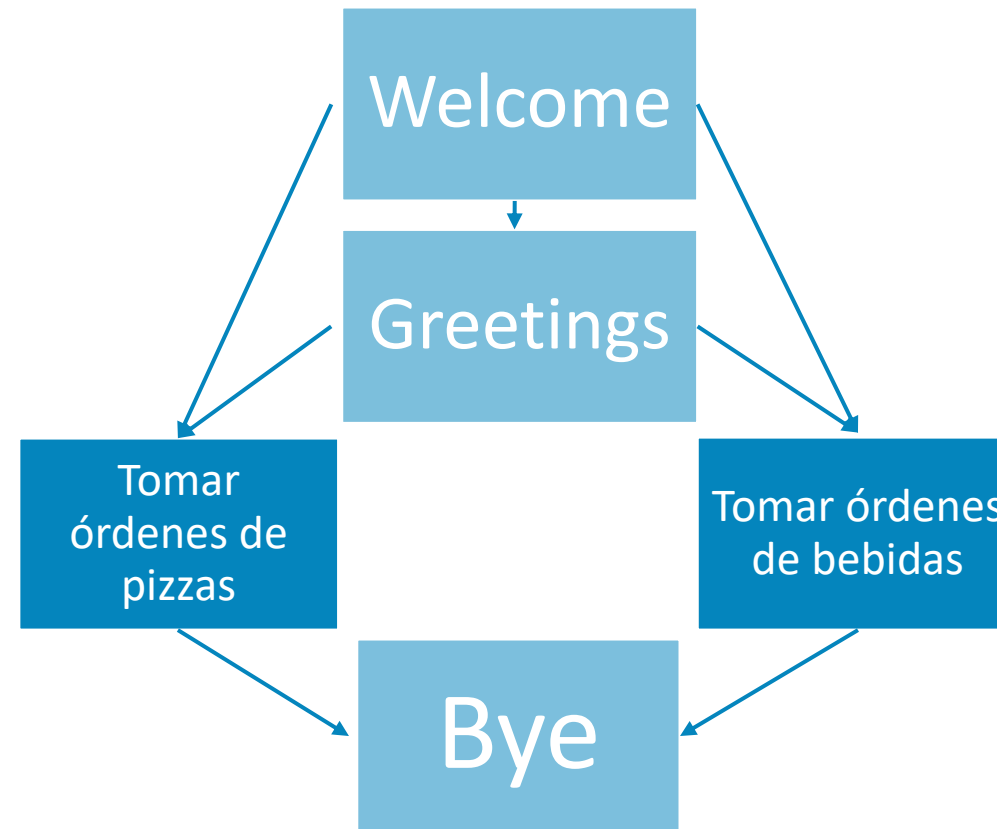 Welcome
Greetings
Tomar
órdenes de
pizzas
Tomar órdenes
de bebidas
Bye